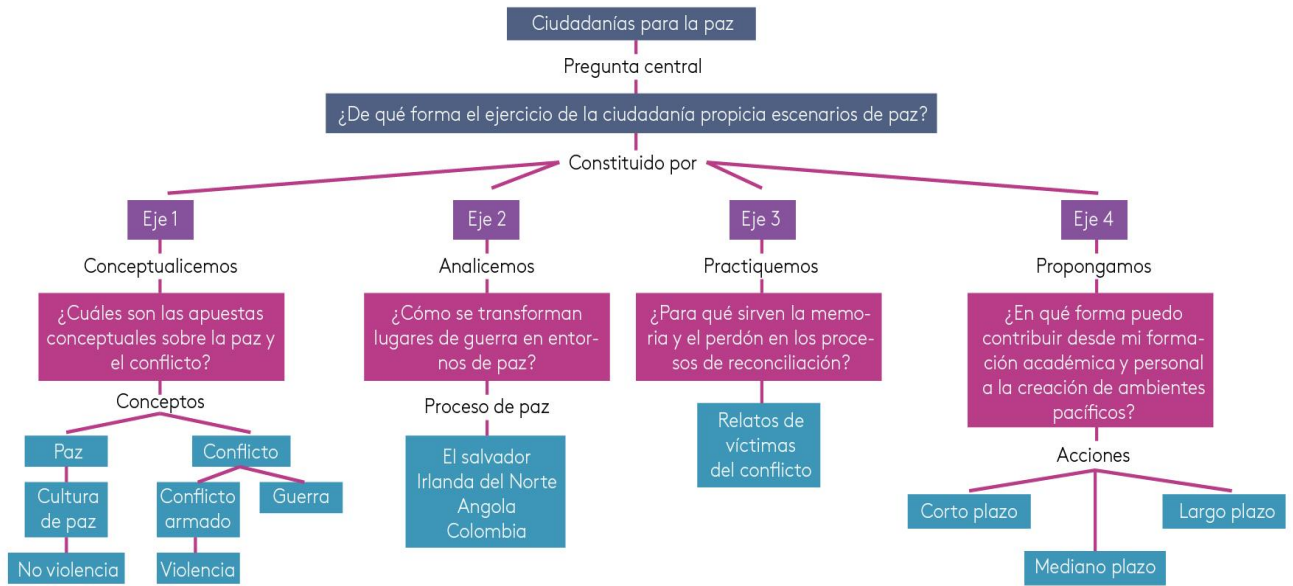 Ciudadanías para la paz
Pregunta central
¿De qué forma el ejercicio de la ciudadanía propicia escenarios de paz?
Constituido por
Eje 1
Conceptualicemos
¿Cuáles son las apuestas
conceptuales sobre la paz y
el conflicto?
Conceptos
Paz
Conflicto
Cultura
de paz
Conflicto
armado
Guerra
No violencia
Violencia
Eje 2
Analicemos
¿Cómo se transforman
lugares de guerra en entor-
nos de paz?
Proceso de paz
El salvador
Irlanda del Norte
Angola
Colombia
Eje 3
Practiquemos
¿Para qué sirven la memo-
ria y el perdón en los proce-
sos de reconciliación?
Relatos de
víctimas
del conflicto
Eje 4
Propongamos
¿En qué forma puedo
contribuir desde mi forma-
ción académica y personal
a la creación de ambientes
pacíficos?
Acciones
Corto plazo
Mediano plazo
Largo plazo